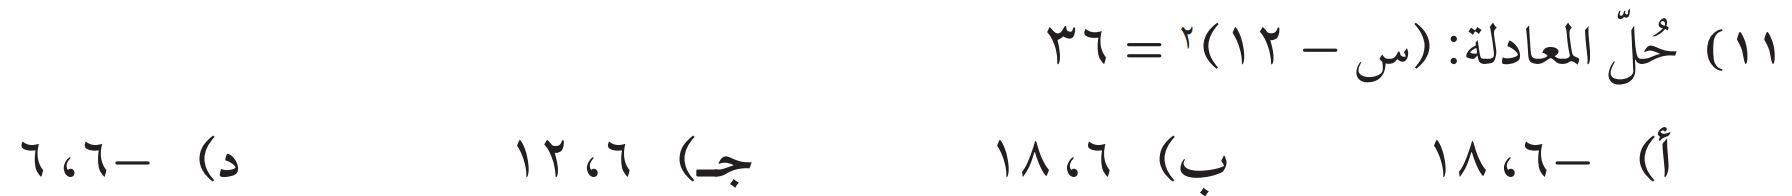 ١١) حُلّ المعادلة: (س − ١٢)٢ = ٣٦
أ) −٦، ١٨ ب) ٦، ١٨ جـ) ٦، ١٢ د) −٦، ٦